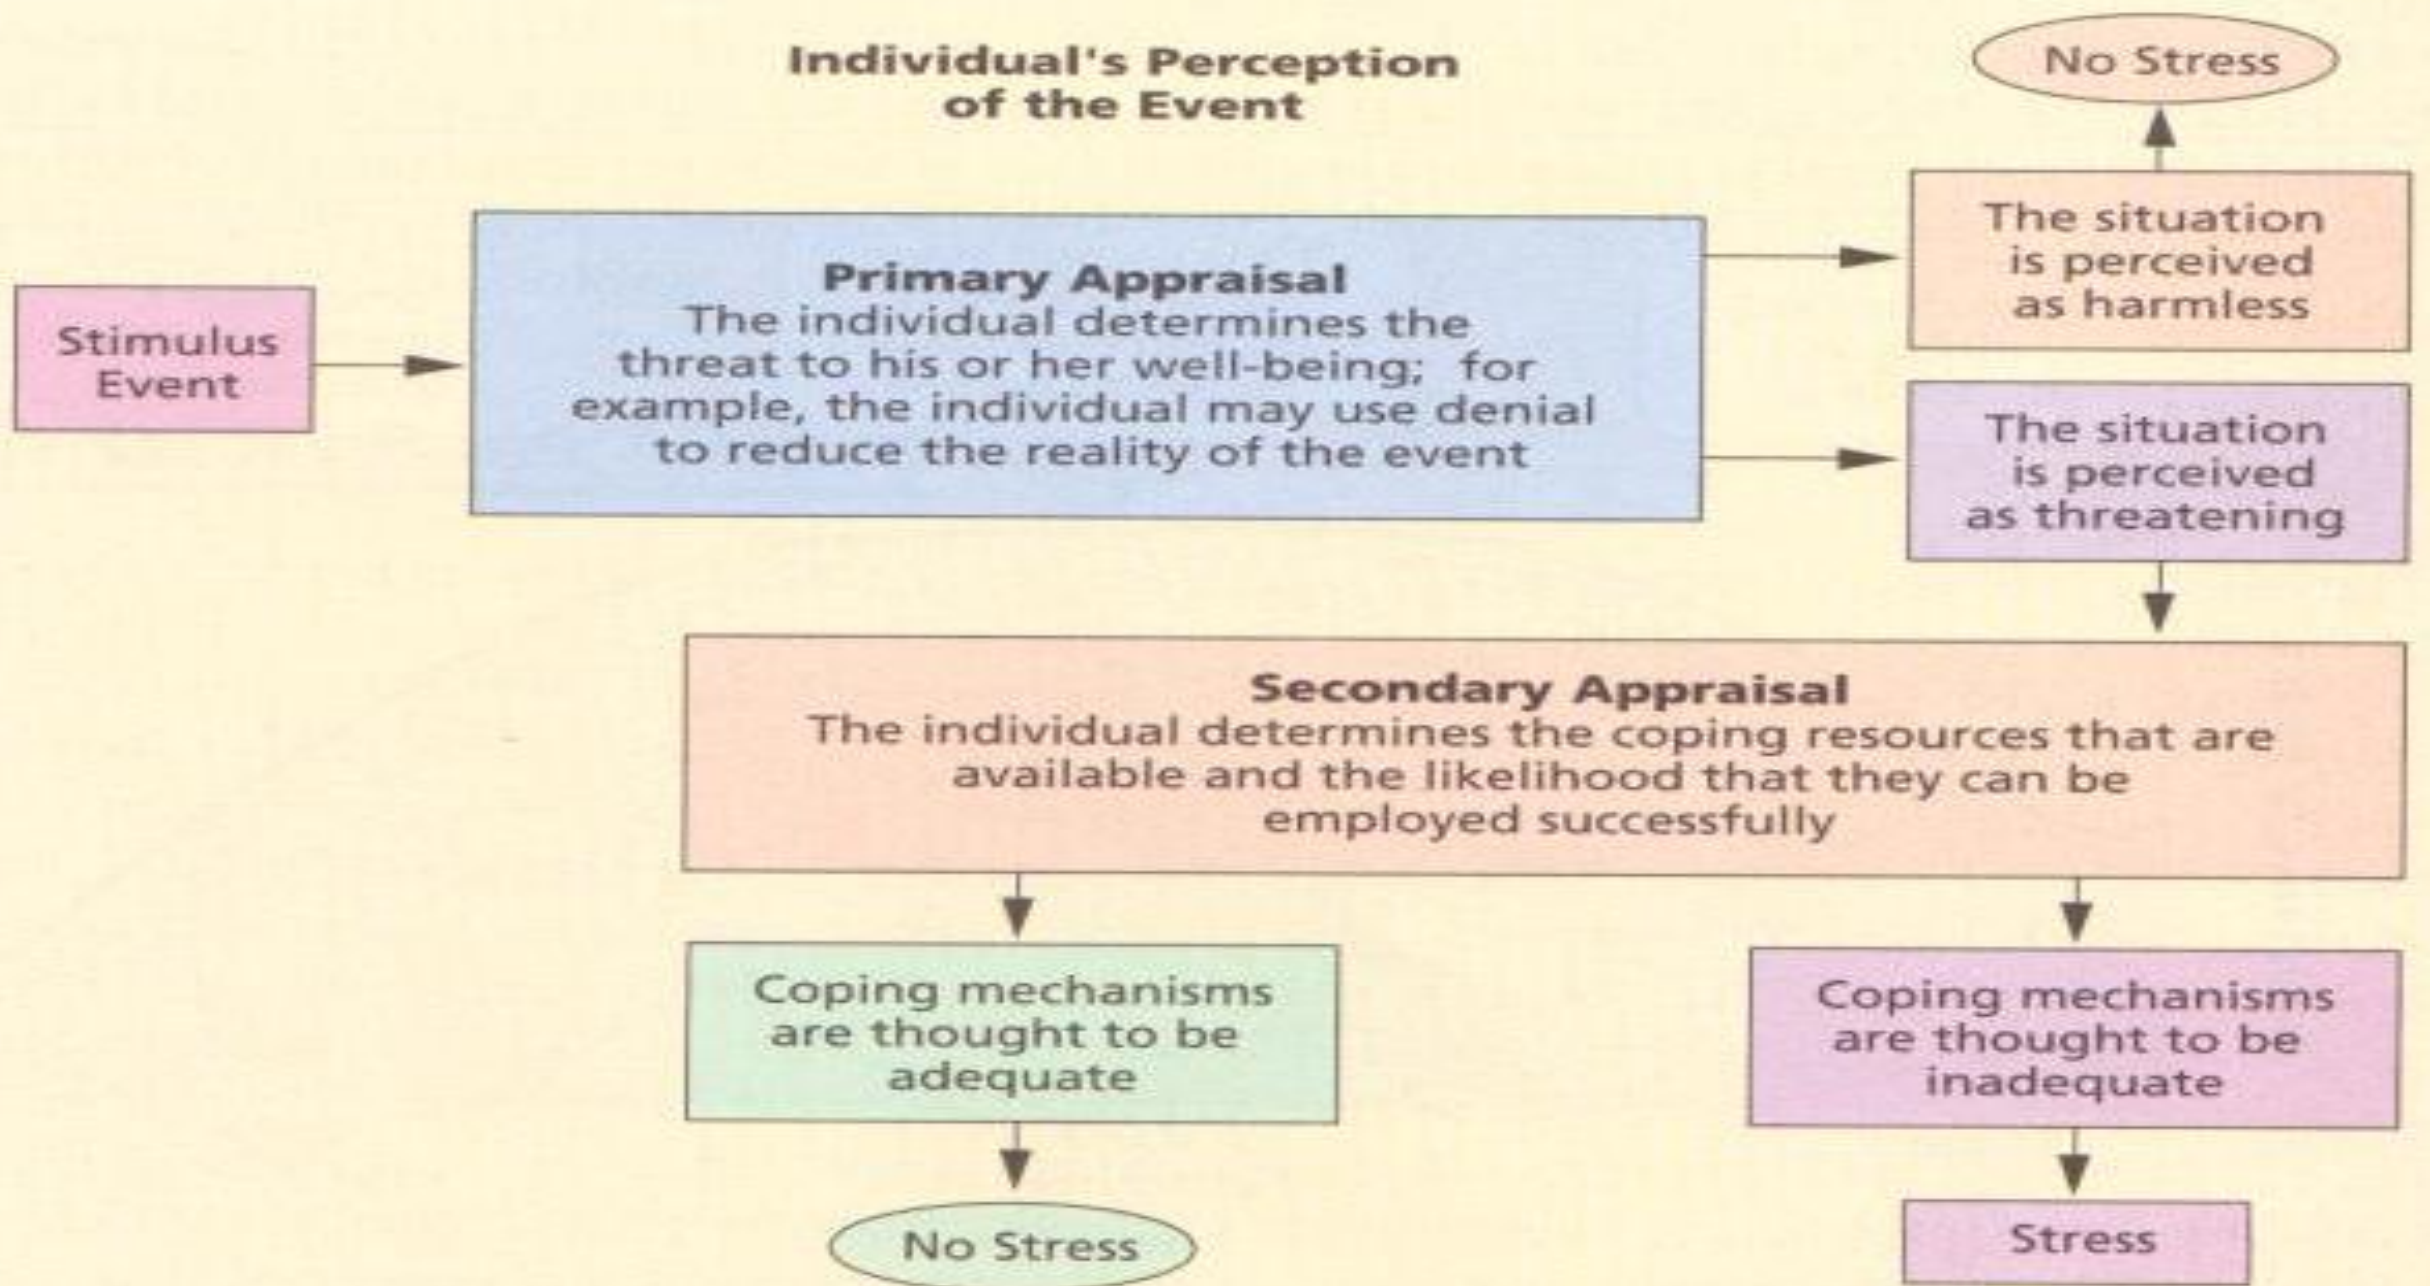 Individual's Perception
of the Event
No Stress
The situation
is perceived
as harmless
Stimulus
Event
Primary Appraisal
The individual determines the
threat to his or her well-being; for
example, the individual may use denial
to reduce the reality of the event
The situation
is perceived
as threatening
Secondary Appraisal
The individual determines the coping resources that are
available and the likelihood that they can be
employed successfully
Coping mechanisms
are thought to be
adequate
Coping mechanisms
are thought to be
inadequate
No Stress
Stress